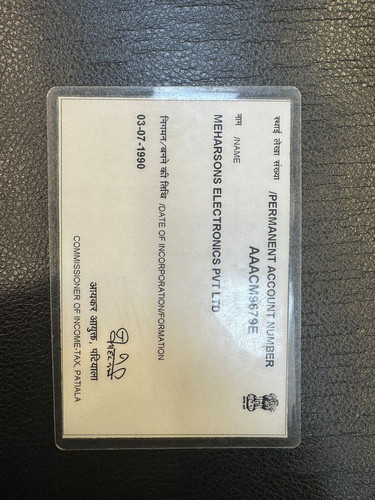 स्थाई लेखा संख्या /PERMANENT ACCOUNT NUMBER
AAACM9679E
नाम /NAME
MEHARSONS ELECTRONICS PVT LTD
निगमन/बनने की तिथि /DATE OF INCORPORATION/FORMATION
03-07-1990
आयकर आयुक्त, पटियाला
COMMISSIONER OF INCOME-TAX, PATIALA